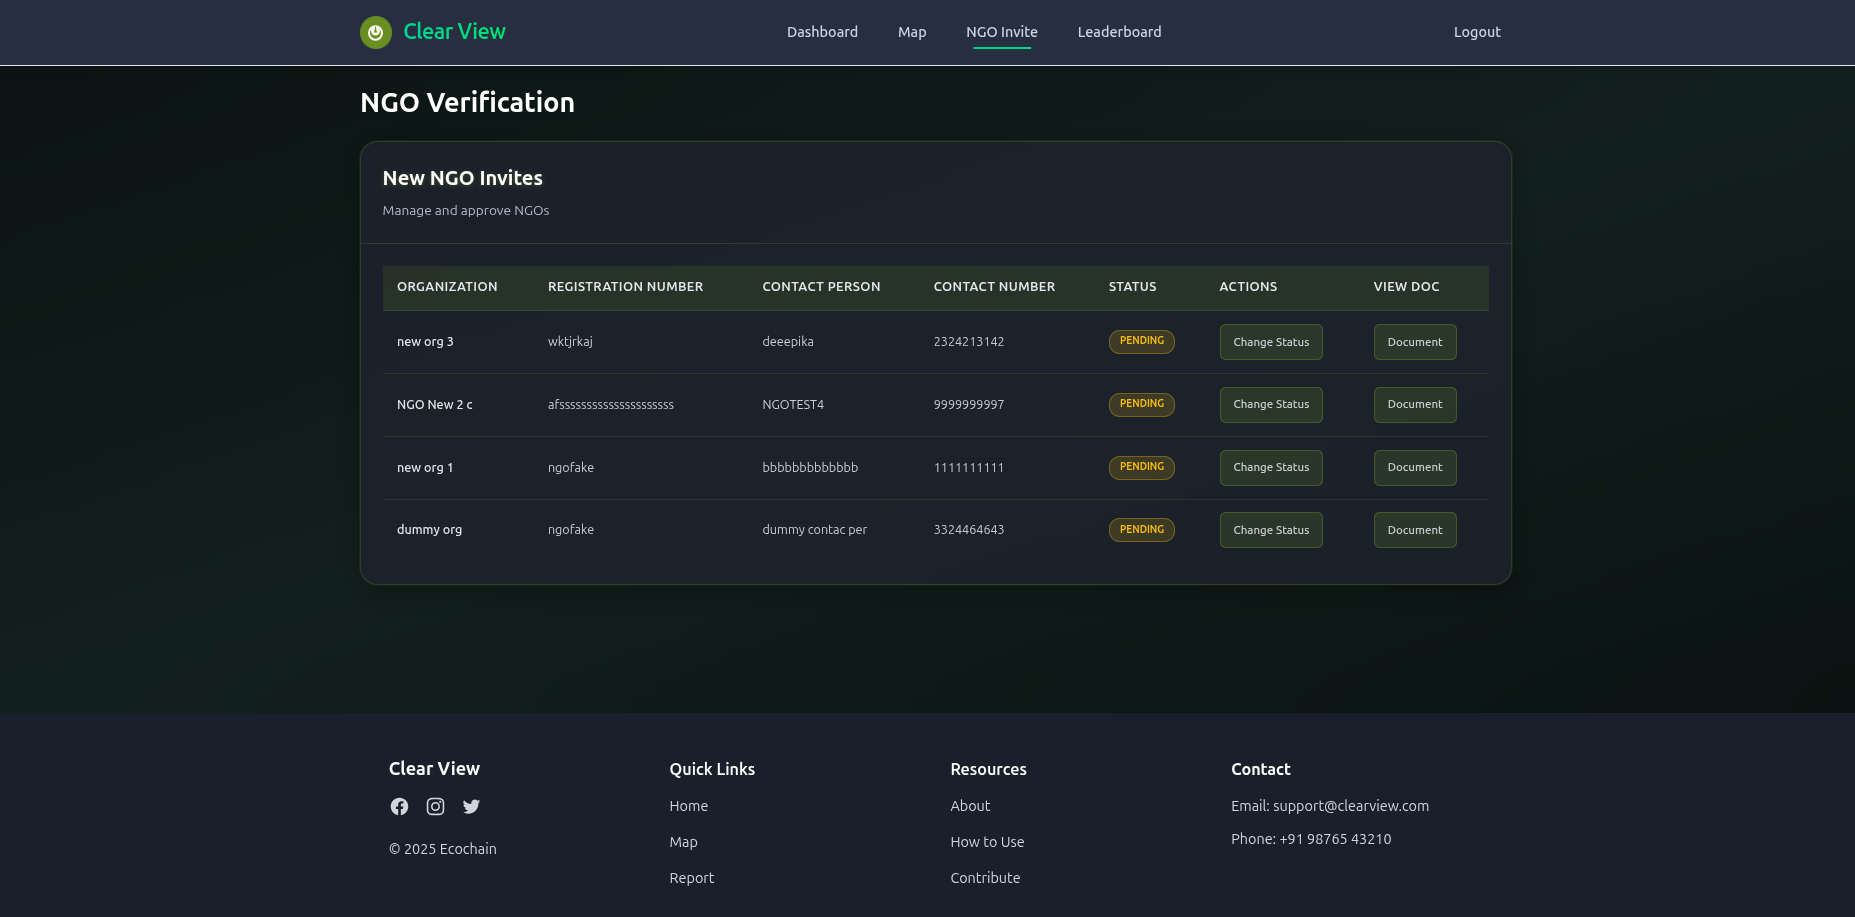 Clear View
Dashboard Map NGO Invite Leaderboard Logout
NGO Verification
New NGO Invites
Manage and approve NGOs
ORGANIZATION REGISTRATION NUMBER CONTACT PERSON CONTACT NUMBER STATUS ACTIONS VIEW DOC
new org 3 wktjrkaj deeepika 2324213142 PENDING Change Status Document
NGO New 2 c afsssssssssssssssssssss NGOTEST4 9999999997 PENDING Change Status Document
new org 1 ngofake bbbbbbbbbbbbb 1111111111 PENDING Change Status Document
dummy org ngofake dummy contac per 3324464643 PENDING Change Status Document
Clear View
© 2025 Ecochain
Quick Links
Home
Map
Report
Resources
About
How to Use
Contribute
Contact
Email: support@clearview.com
Phone: +91 98765 43210